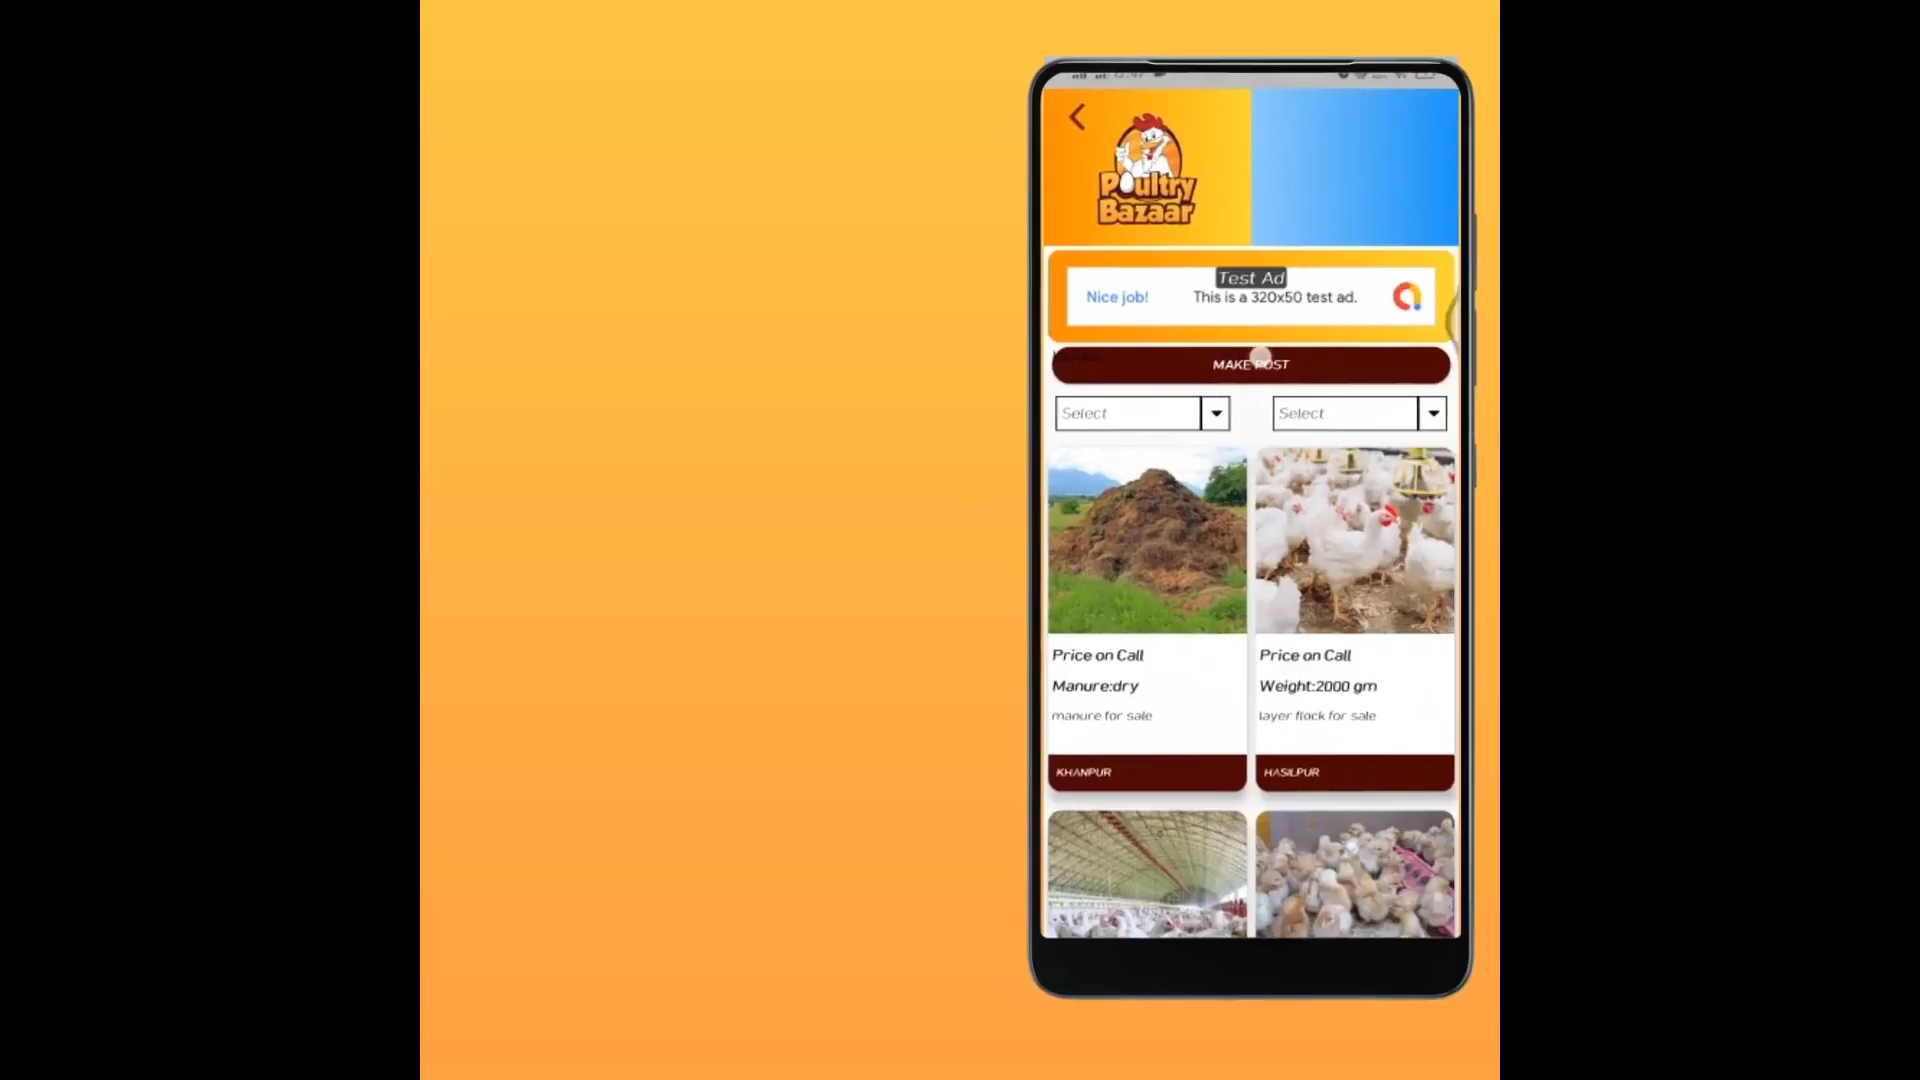 Poultry
Bazaar
Test Ad
Nice job! This is a 320x50 test ad.
MAKE POST
Select Select
Price on Call
Manure:dry
manure for sale
KHANPUR
Price on Call
Weight:2000 gm
layer flock for sale
HASILPUR